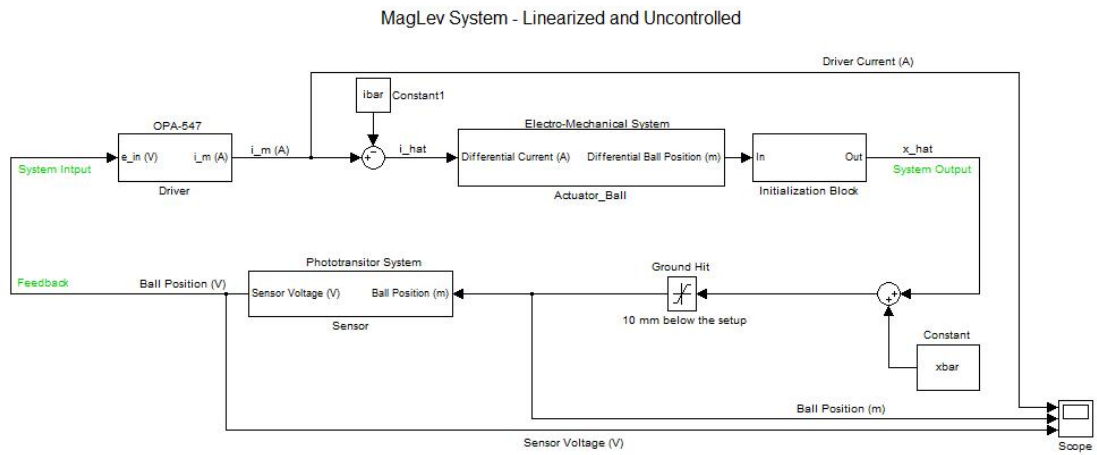 MagLev System - Linearized and Uncontrolled
Driver Current (A)
ibar
Constant1
OPA-547
Electro-Mechanical System
e_in (V)
i_m (A)
i_m (A)
i_hat
Differential Current (A)
Differential Ball Position (m)
In
Out
x_hat
System Intput
System Output
Driver
Actuator_Ball
Initialization Block
Phototransitor System
Ground Hit
Feedback
Ball Position (V)
Sensor Voltage (V)
Ball Position (m)
Sensor
10 mm below the setup
Constant
xbar
Ball Position (m)
Sensor Voltage (V)
Scope